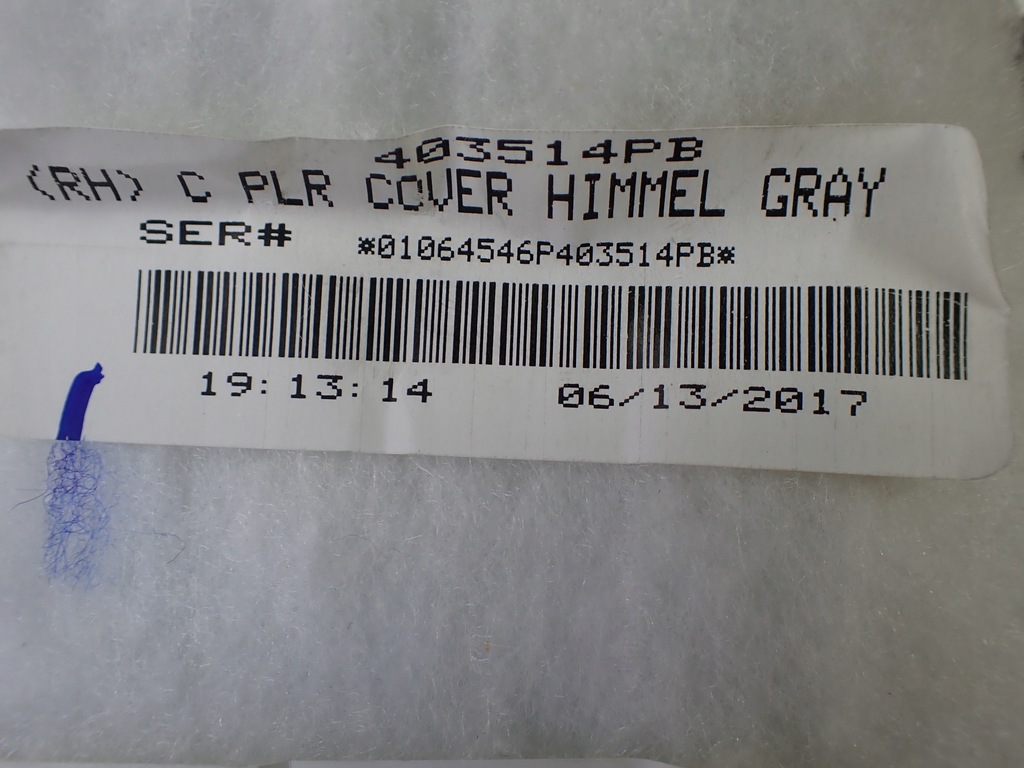 403514PB
(RH) C PLR COVER HIMMEL GRAY
SER# *01064546P403514PB*
19:13:14 06/13/2017